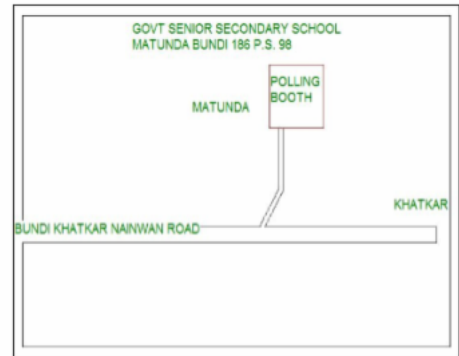 GOVT SENIOR SECONDARY SCHOOL
MATUNDA BUNDI 186 P.S. 98
POLLING
BOOTH
MATUNDA
KHATKAR
BUNDI KHATKAR NAINWAN ROAD